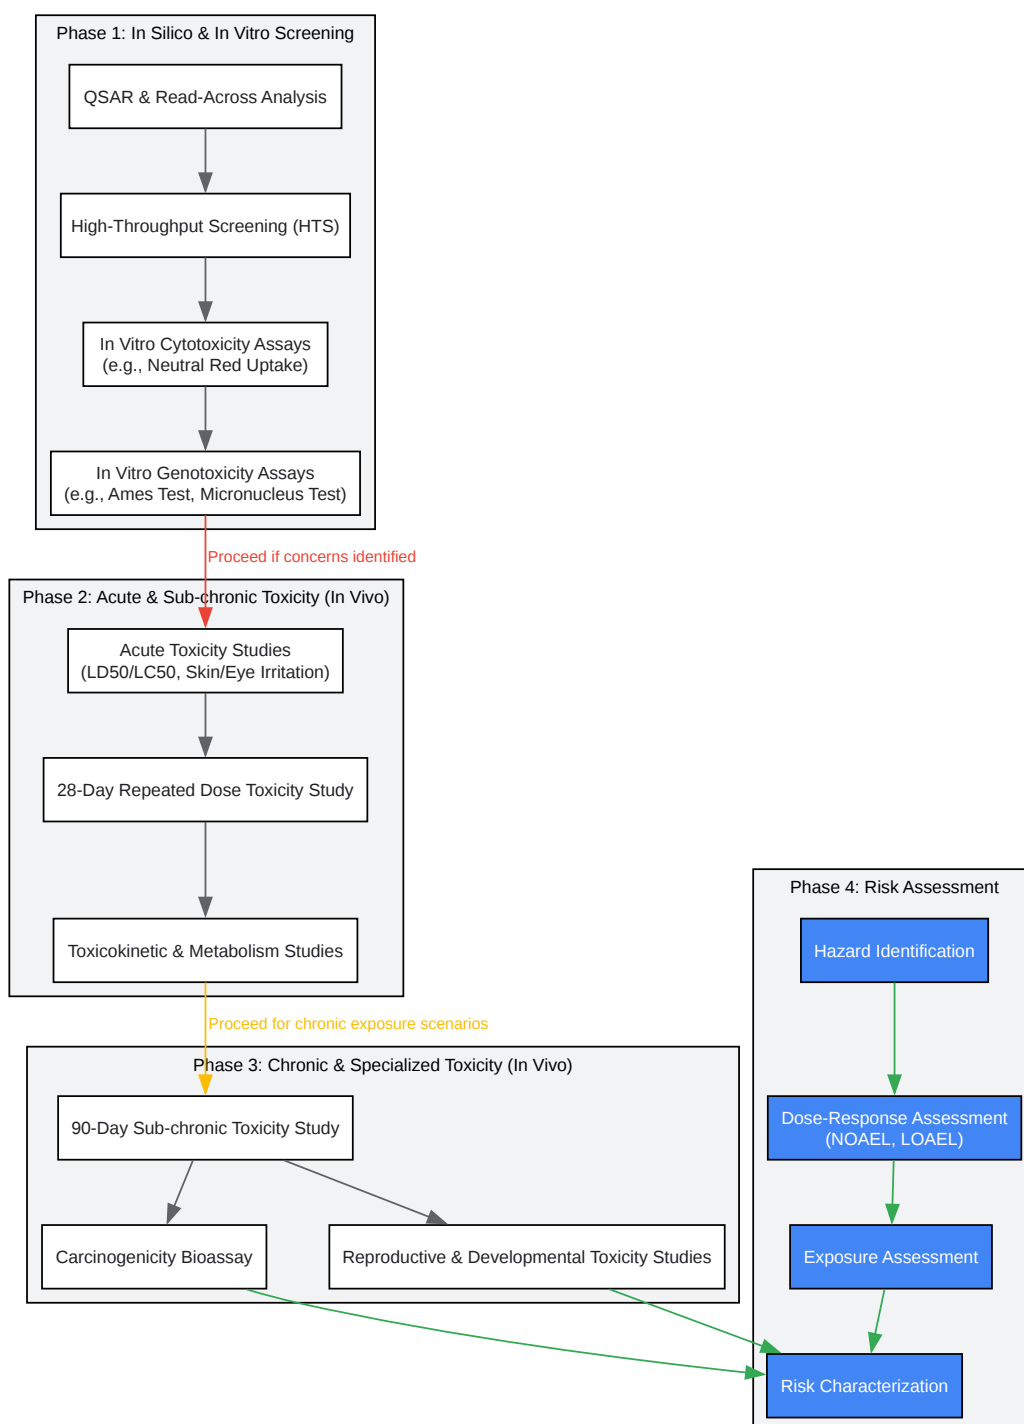 Phase 1: In Silico & In Vitro Screening
QSAR & Read-Across Analysis
High-Throughput Screening (HTS)
In Vitro Cytotoxicity Assays
(e.g., Neutral Red Uptake)
In Vitro Genotoxicity Assays
(e.g., Ames Test, Micronucleus Test)
Proceed if concerns identified
Phase 2: Acute & Sub-chronic Toxicity (In Vivo)
Acute Toxicity Studies
(LD50/LC50, Skin/Eye Irritation)
28-Day Repeated Dose Toxicity Study
Toxicokinetic & Metabolism Studies
Proceed for chronic exposure scenarios
Phase 3: Chronic & Specialized Toxicity (In Vivo)
90-Day Sub-chronic Toxicity Study
Carcinogenicity Bioassay
Reproductive & Developmental Toxicity Studies
Phase 4: Risk Assessment
Hazard Identification
Dose-Response Assessment
(NOAEL, LOAEL)
Exposure Assessment
Risk Characterization